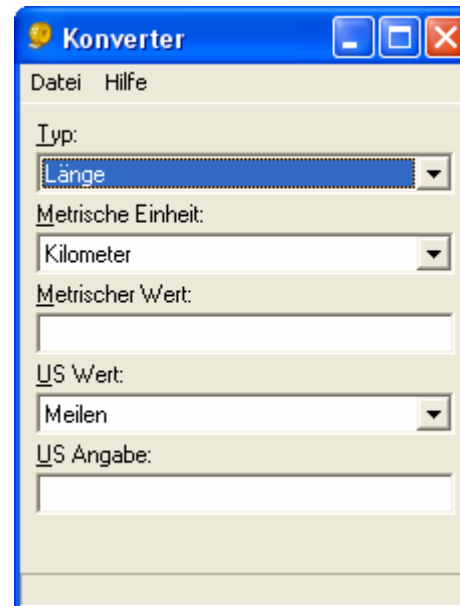 Konverter
Datei Hilfe
Typ:
Länge
Metrische Einheit:
Kilometer
Metrischer Wert:
US Wert:
Meilen
US Angabe: